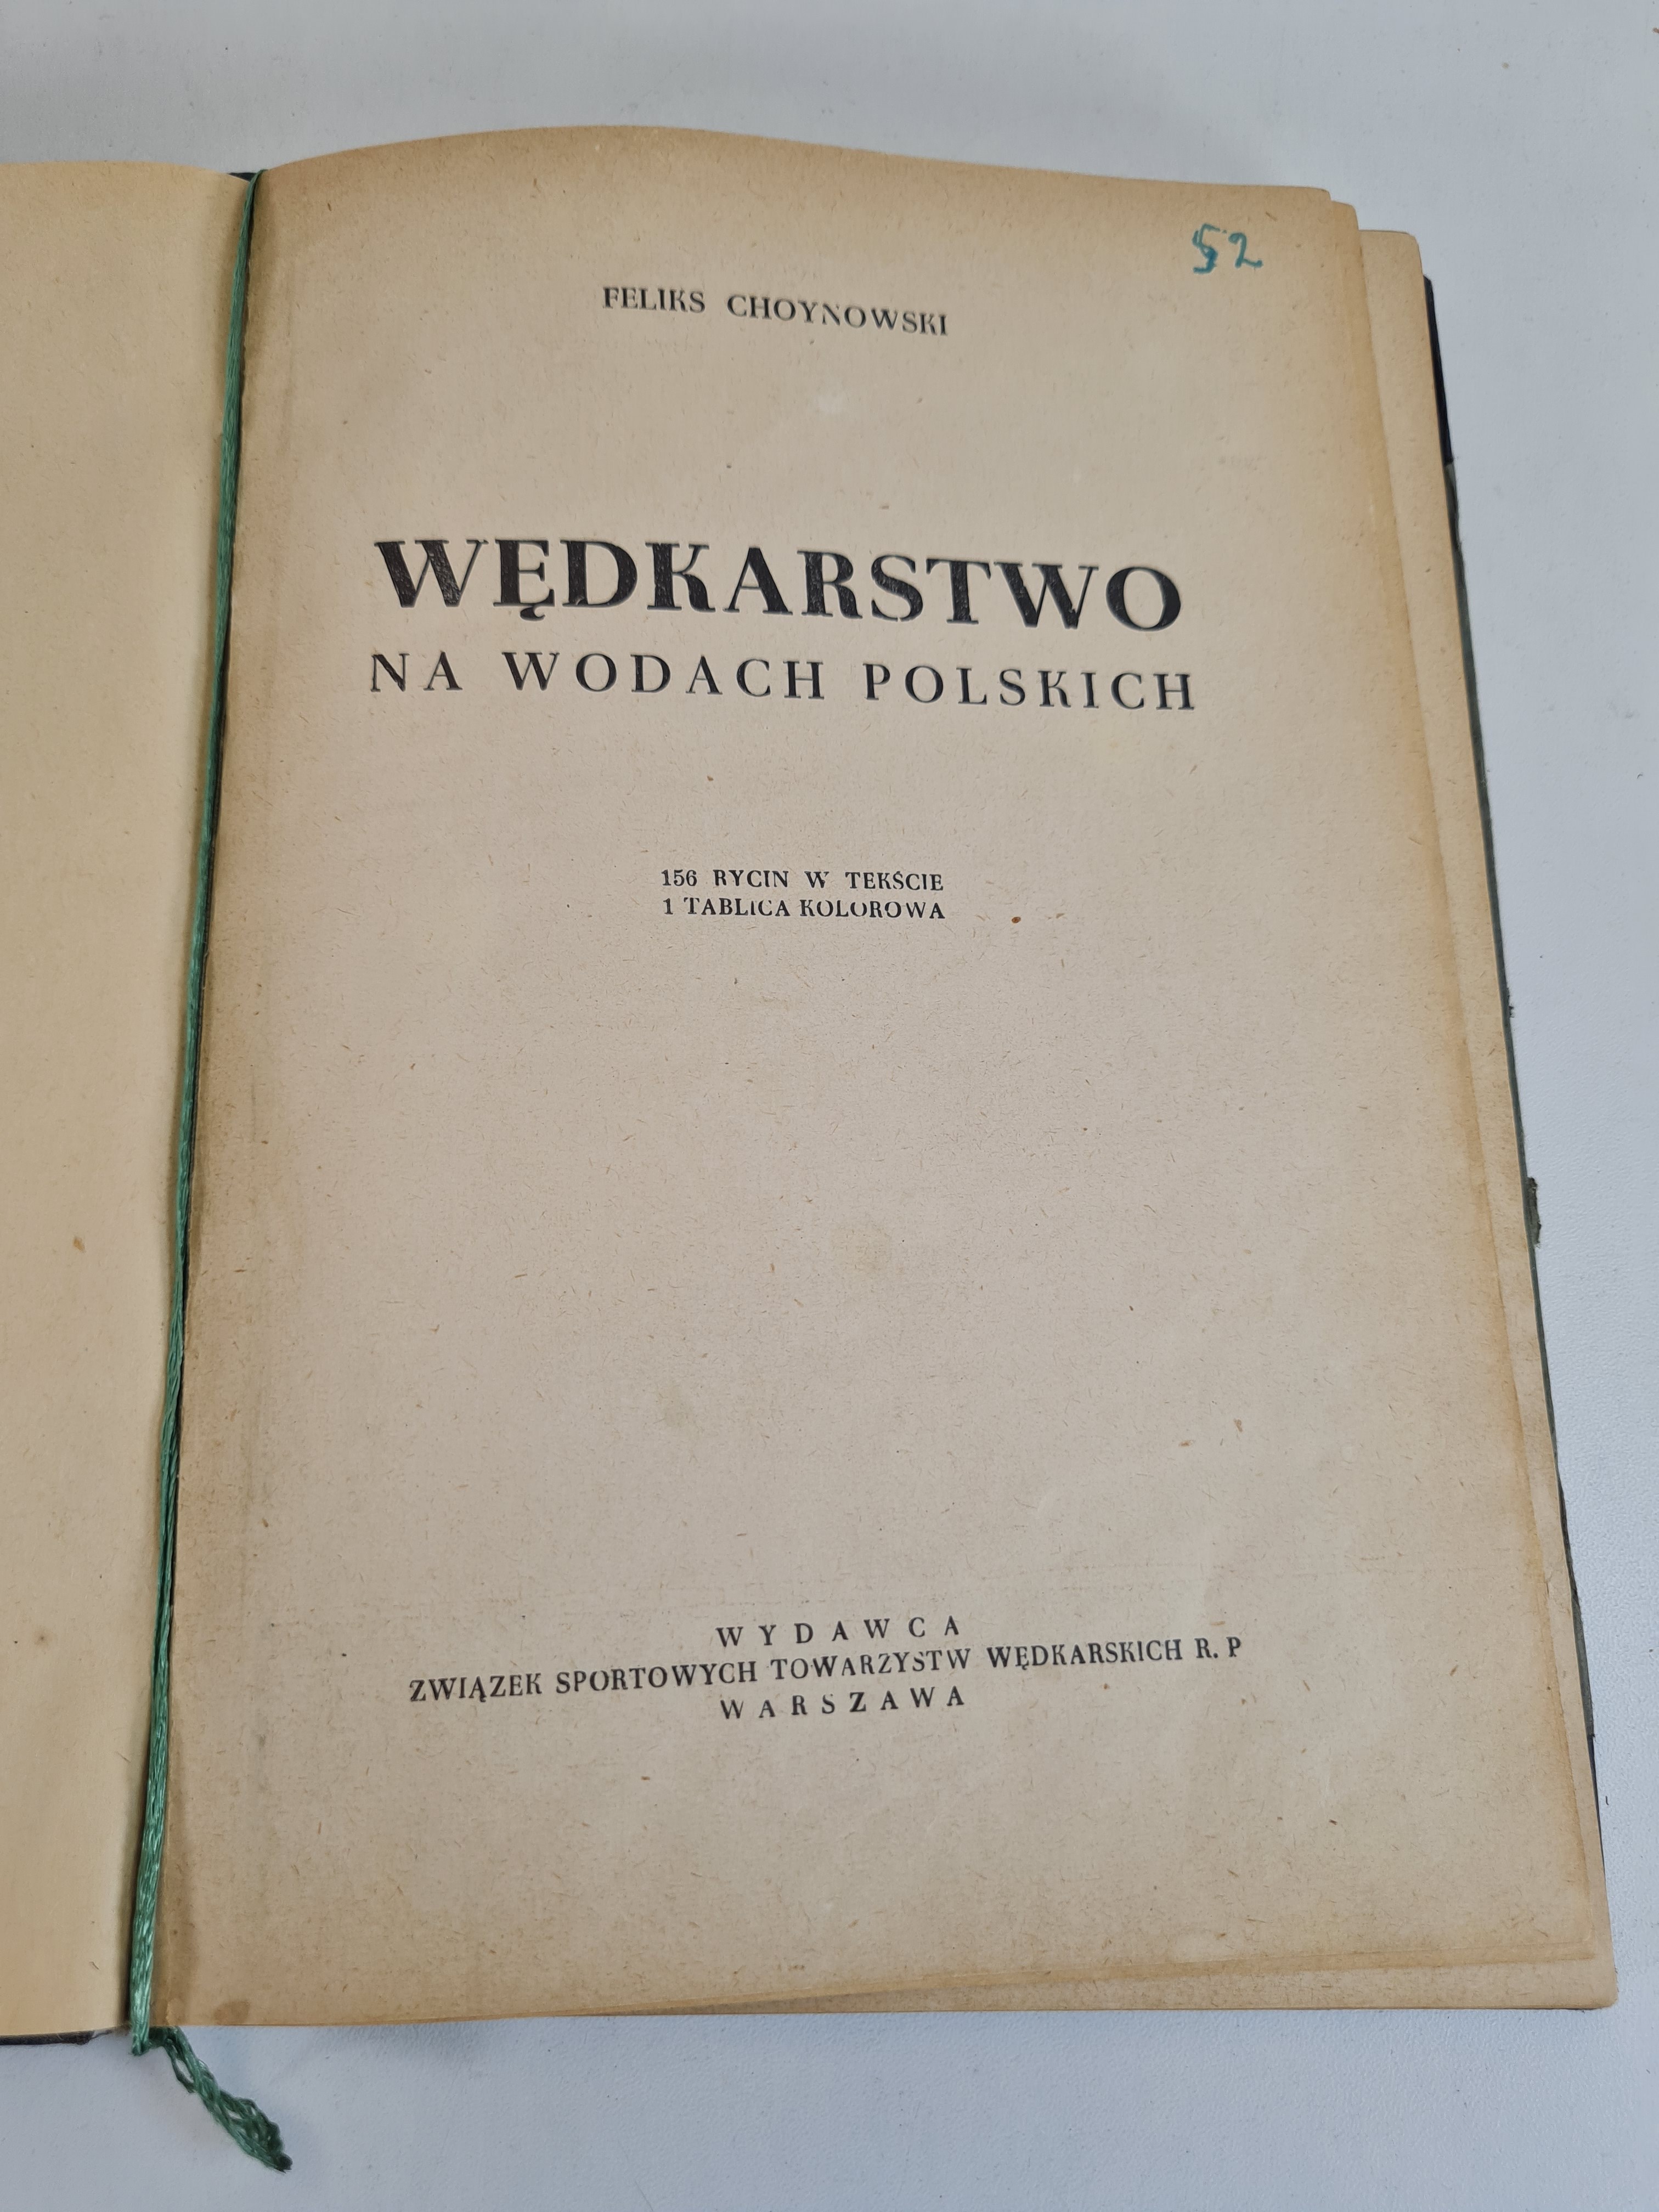 52
FELIKS CHOYNOWSKI
WĘDKARSTWO
NA WODACH POLSKICH
156 RYCIN W TEKŚCIE
1 TABLICA KOLOROWA
WYDAWCA
ZWIĄZEK SPORTOWYCH TOWARZYSTW WĘDKARSKICH R. P
WARSZAWA